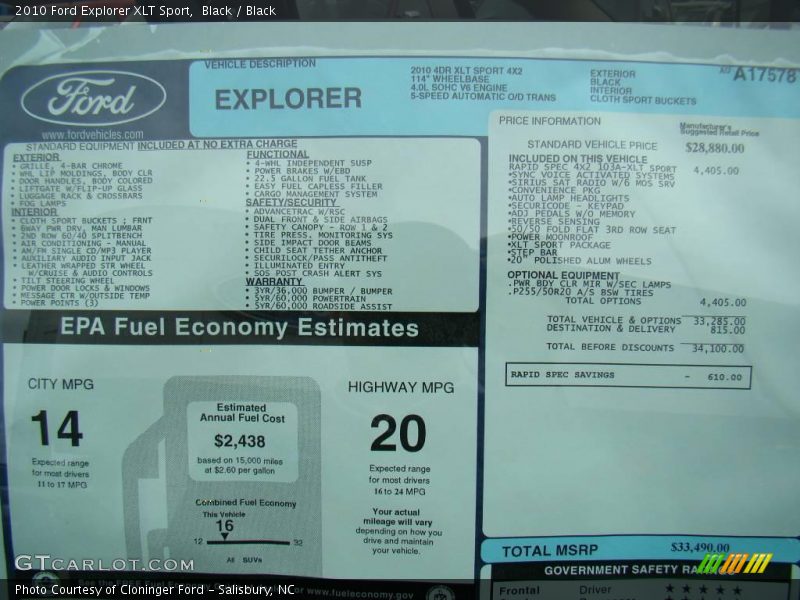 2010 Ford Explorer XLT Sport, Black / Black
Ford
www.fordvehicles.com
VEHICLE DESCRIPTION
EXPLORER
2010 4DR XLT SPORT 4X2
114" WHEELBASE
4.0L SOHC V6 ENGINE
5-SPEED AUTOMATIC O/D TRANS
EXTERIOR
BLACK
INTERIOR
CLOTH SPORT BUCKETS
A17578
STANDARD EQUIPMENT INCLUDED AT NO EXTRA CHARGE
EXTERIOR
• GRILLE, 4-BAR CHROME
• WHL LIP MOLDINGS, BODY CLR
• DOOR HANDLES, BODY COLORED
• LIFTGATE W/FLIP-UP GLASS
• LUGGAGE RACK & CROSSBARS
• FOG LAMPS
INTERIOR
• CLOTH SPORT BUCKETS ; FRNT
• 6WAY PWR DRV, MAN LUMBAR
• 2ND ROW 60/40 SPLITBENCH
• AIR CONDITIONING - MANUAL
• AM/FM SINGLE CD/MP3 PLAYER
• AUXILIARY AUDIO INPUT JACK
• LEATHER WRAPPED STR WHEEL
W/CRUISE & AUDIO CONTROLS
• TILT STEERING WHEEL
• POWER DOOR LOCKS & WINDOWS
• MESSAGE CTR W/OUTSIDE TEMP
• POWER POINTS (3)
FUNCTIONAL
• 4-WHL INDEPENDENT SUSP
• POWER BRAKES W/EBD
• 22.5 GALLON FUEL TANK
• EASY FUEL CAPLESS FILLER
• CARGO MANAGEMENT SYSTEM
SAFETY/SECURITY
• ADVANCETRAC W/RSC
• DUAL FRONT & SIDE AIRBAGS
• SAFETY CANOPY - ROW 1 & 2
• TIRE PRESS. MONITORING SYS
• SIDE IMPACT DOOR BEAMS
• CHILD SEAT TETHER ANCHOR
• SECURILOCK/PASS ANTITHEFT
• ILLUMINATED ENTRY
• SOS POST CRASH ALERT SYS
WARRANTY
• 3YR/36,000 BUMPER / BUMPER
• 5YR/60,000 POWERTRAIN
• 5YR/60,000 ROADSIDE ASSIST
PRICE INFORMATION
Manufacturer's
Suggested Retail Price
STANDARD VEHICLE PRICE $28,880.00
INCLUDED ON THIS VEHICLE
RAPID SPEC 4X2 103A-XLT SPORT 4,405.00
•SYNC VOICE ACTIVATED SYSTEMS
•SIRIUS SAT RADIO W/6 MOS SRV
•CONVENIENCE PKG
•AUTO LAMP HEADLIGHTS
•SECURICODE - KEYPAD
•ADJ PEDALS W/O MEMORY
•REVERSE SENSING
•50/50 FOLD FLAT 3RD ROW SEAT
•POWER MOONROOF
•XLT SPORT PACKAGE
•STEP BAR
•20" POLISHED ALUM WHEELS
OPTIONAL EQUIPMENT
.PWR BDY CLR MIR W/SEC LAMPS
.P255/50R20 A/S BSW TIRES
TOTAL OPTIONS 4,405.00
TOTAL VEHICLE & OPTIONS 33,285.00
DESTINATION & DELIVERY 815.00
TOTAL BEFORE DISCOUNTS 34,100.00
RAPID SPEC SAVINGS - 610.00
EPA Fuel Economy Estimates
CITY MPG
14
Expected range
for most drivers
11 to 17 MPG
Estimated
Annual Fuel Cost
$2,438
based on 15,000 miles
at $2.60 per gallon
Combined Fuel Economy
This Vehicle
16
12 32
All SUVs
HIGHWAY MPG
20
Expected range
for most drivers
16 to 24 MPG
Your actual
mileage will vary
depending on how you
drive and maintain
your vehicle.
TOTAL MSRP $33,490.00
GOVERNMENT SAFETY
Frontal Driver ★ ★ ★ ★ ★
www.fueleconomy.gov
GTCARLOT.COM
Photo Courtesy of Cloninger Ford - Salisbury, NC